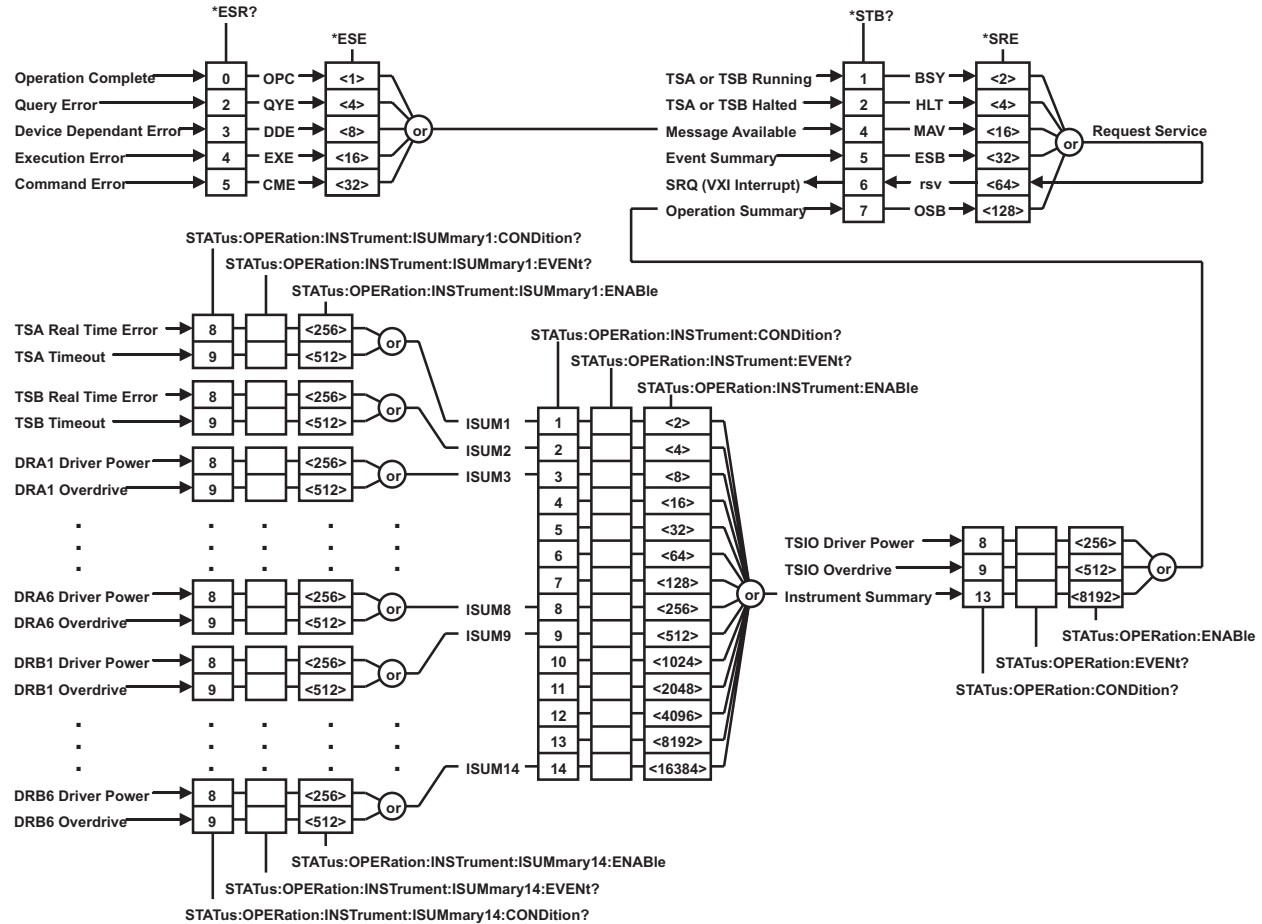 *ESR?
*ESE
Operation Complete 0 OPC <1>
Query Error 2 QYE <4>
Device Dependant Error 3 DDE <8>
Execution Error 4 EXE <16>
Command Error 5 CME <32>
or
*STB?
*SRE
TSA or TSB Running 1 BSY <2>
TSA or TSB Halted 2 HLT <4>
Message Available 4 MAV <16>
Event Summary 5 ESB <32>
SRQ (VXI Interrupt) 6 rsv <64>
Operation Summary 7 OSB <128>
or
Request Service
STATus:OPERation:INSTrument:ISUMmary1:CONDition?
STATus:OPERation:INSTrument:ISUMmary1:EVENt?
STATus:OPERation:INSTrument:ISUMmary1:ENABle
TSA Real Time Error 8 <256>
TSA Timeout 9 <512>
or
TSB Real Time Error 8 <256>
TSB Timeout 9 <512>
or
DRA1 Driver Power 8 <256>
DRA1 Overdrive 9 <512>
or
. . . .
. . . .
. . . .
DRA6 Driver Power 8 <256>
DRA6 Overdrive 9 <512>
or
DRB1 Driver Power 8 <256>
DRB1 Overdrive 9 <512>
or
. . . .
. . . .
. . . .
DRB6 Driver Power 8 <256>
DRB6 Overdrive 9 <512>
or
STATus:OPERation:INSTrument:ISUMmary14:ENABle
STATus:OPERation:INSTrument:ISUMmary14:EVENt?
STATus:OPERation:INSTrument:ISUMmary14:CONDition?
STATus:OPERation:INSTrument:CONDition?
STATus:OPERation:INSTrument:EVENt?
STATus:OPERation:INSTrument:ENABle
ISUM1 1 <2>
ISUM2 2 <4>
ISUM3 3 <8>
4 <16>
5 <32>
6 <64>
7 <128>
ISUM8 8 <256>
ISUM9 9 <512>
10 <1024>
11 <2048>
12 <4096>
13 <8192>
ISUM14 14 <16384>
or
TSIO Driver Power 8 <256>
TSIO Overdrive 9 <512>
Instrument Summary 13 <8192>
or
STATus:OPERation:ENABle
STATus:OPERation:EVENt?
STATus:OPERation:CONDition?